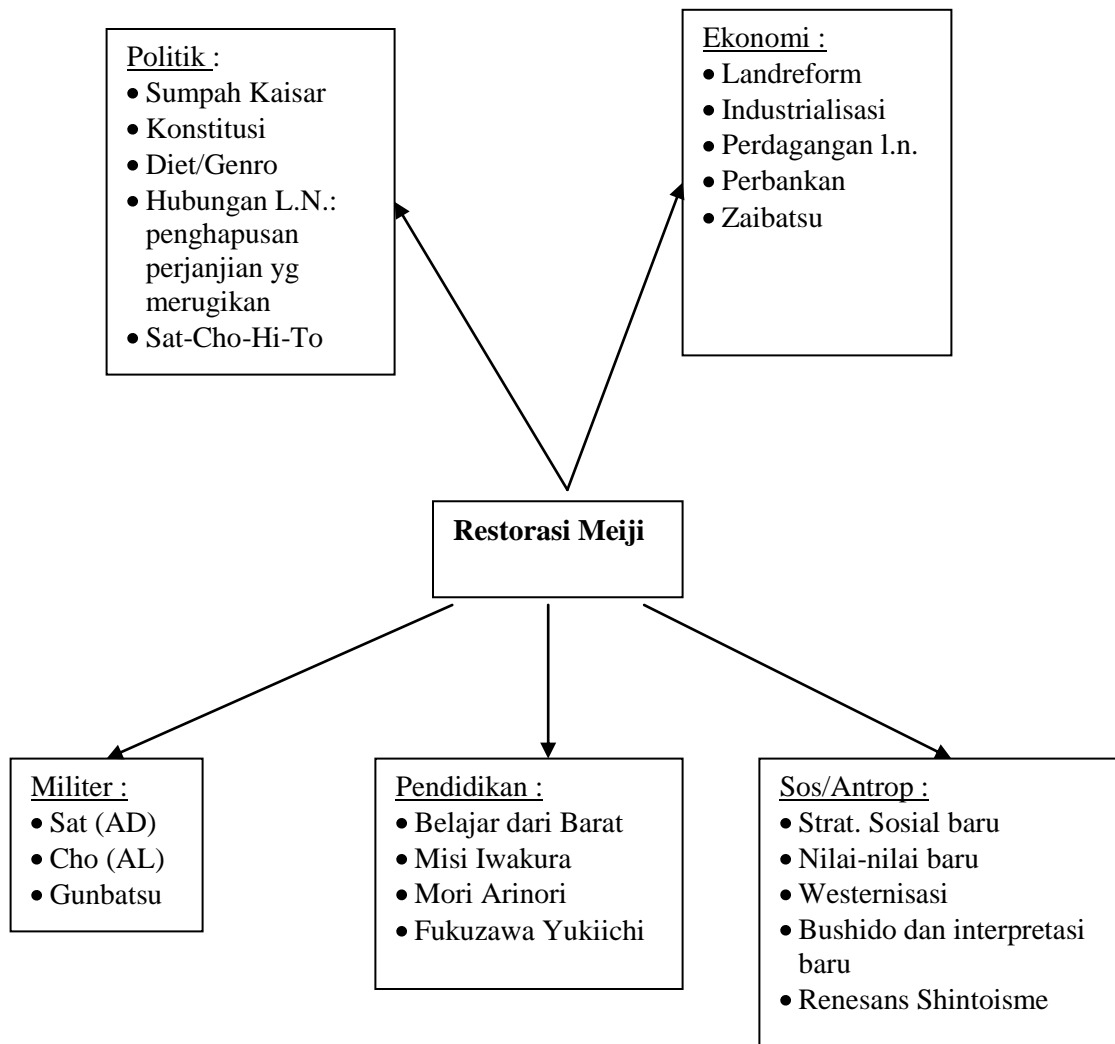 Politik :
• Sumpah Kaisar
• Konstitusi
• Diet/Genro
• Hubungan L.N.:
penghapusan
perjanjian yg
merugikan
• Sat-Cho-Hi-To
Ekonomi :
• Landreform
• Industrialisasi
• Perdagangan l.n.
• Perbankan
• Zaibatsu
Restorasi Meiji
Militer :
• Sat (AD)
• Cho (AL)
• Gunbatsu
Pendidikan :
• Belajar dari Barat
• Misi Iwakura
• Mori Arinori
• Fukuzawa Yukiichi
Sos/Antrop :
• Strat. Sosial baru
• Nilai-nilai baru
• Westernisasi
• Bushido dan interpretasi
baru
• Renesans Shintoisme